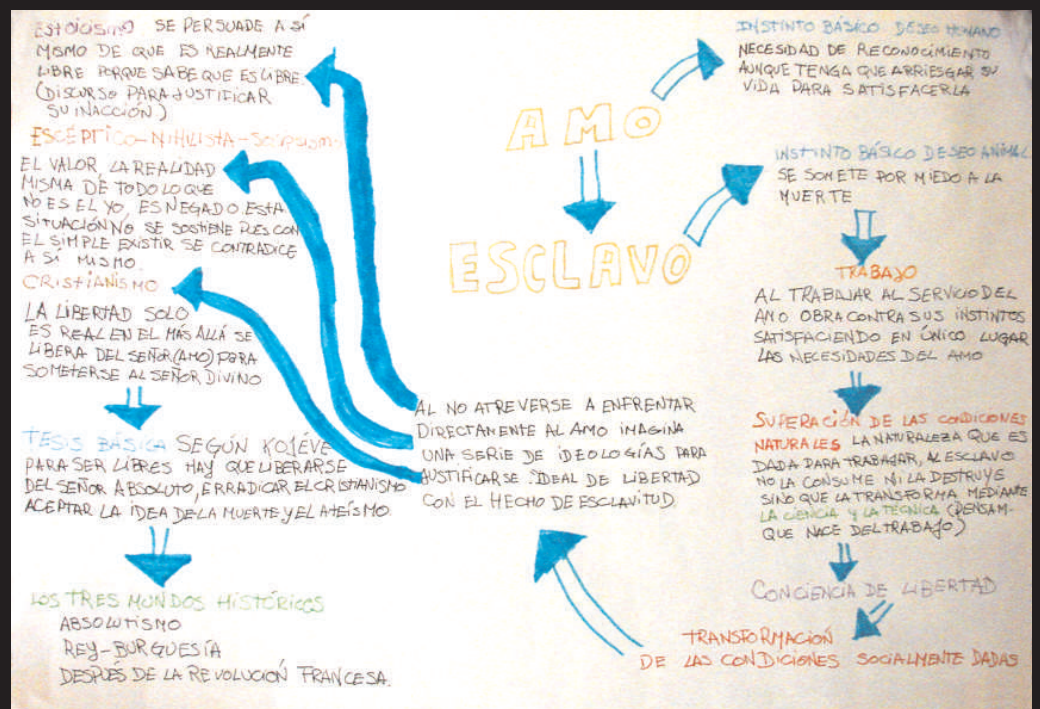 AMO
INSTINTO BÁSICO DESEO HUMANO
NECESIDAD DE RECONOCIMIENTO
AUNQUE TENGA QUE ARRIESGAR SU
VIDA PARA SATISFACERLA
ESCLAVO
INSTINTO BÁSICO DESEO ANIMAL
SE SOMETE POR MIEDO A LA
MUERTE
TRABAJO
AL TRABAJAR AL SERVICIO DEL
AMO OBRA CONTRA SUS INSTINTOS
SATISFACIENDO EN ÚNICO LUGAR
LAS NECESIDADES DEL AMO
SUPERACIÓN DE LAS CONDICIONES
NATURALES LA NATURALEZA QUE ES
DADA PARA TRABAJAR, AL ESCLAVO
NO LA CONSUME NI LA DESTRUYE
SINO QUE LA TRANSFORMA MEDIANTE
LA CIENCIA Y LA TÉCNICA (PENSAM-
QUE NACE DEL TRABAJO)
CONCIENCIA DE LIBERTAD
TRANSFORMACIÓN
DE LAS CONDICIONES SOCIALMENTE DADAS
AL NO ATREVERSE A ENFRENTAR
DIRECTAMENTE AL AMO IMAGINA
UNA SERIE DE IDEOLOGÍAS PARA
JUSTIFICARSE. IDEAL DE LIBERTAD
CON EL HECHO DE ESCLAVITUD.
ESTOICISMO SE PERSUADE A SÍ
MISMO DE QUE ES REALMENTE
LIBRE PORQUE SABE QUE ES LIBRE.
(DISCURSO PARA JUSTIFICAR
SU INACCIÓN)
ESCÉPTICO-NIHILISTA-SOLIPSISMO
EL VALOR, LA REALIDAD
MISMA DE TODO LO QUE
NO ES EL YO, ES NEGADO. ESTA
SITUACIÓN NO SE SOSTIENE PUES CON
EL SIMPLE EXISTIR SE CONTRADICE
A SÍ MISMO.
CRISTIANISMO
LA LIBERTAD SOLO
ES REAL EN EL MÁS ALLÁ SE
LIBERA DEL SEÑOR (AMO) PARA
SOMETERSE AL SEÑOR DIVINO
TESIS BÁSICA SEGÚN KOJÉVE
PARA SER LIBRES HAY QUE LIBERARSE
DEL SEÑOR ABSOLUTO, ERRADICAR EL CRISTIANISMO
ACEPTAR LA IDEA DE LA MUERTE Y EL ATEÍSMO
LOS TRES MUNDOS HISTÓRICOS
ABSOLUTISMO
REY-BURGUESÍA
DESPUÉS DE LA REVOLUCIÓN FRANCESA.